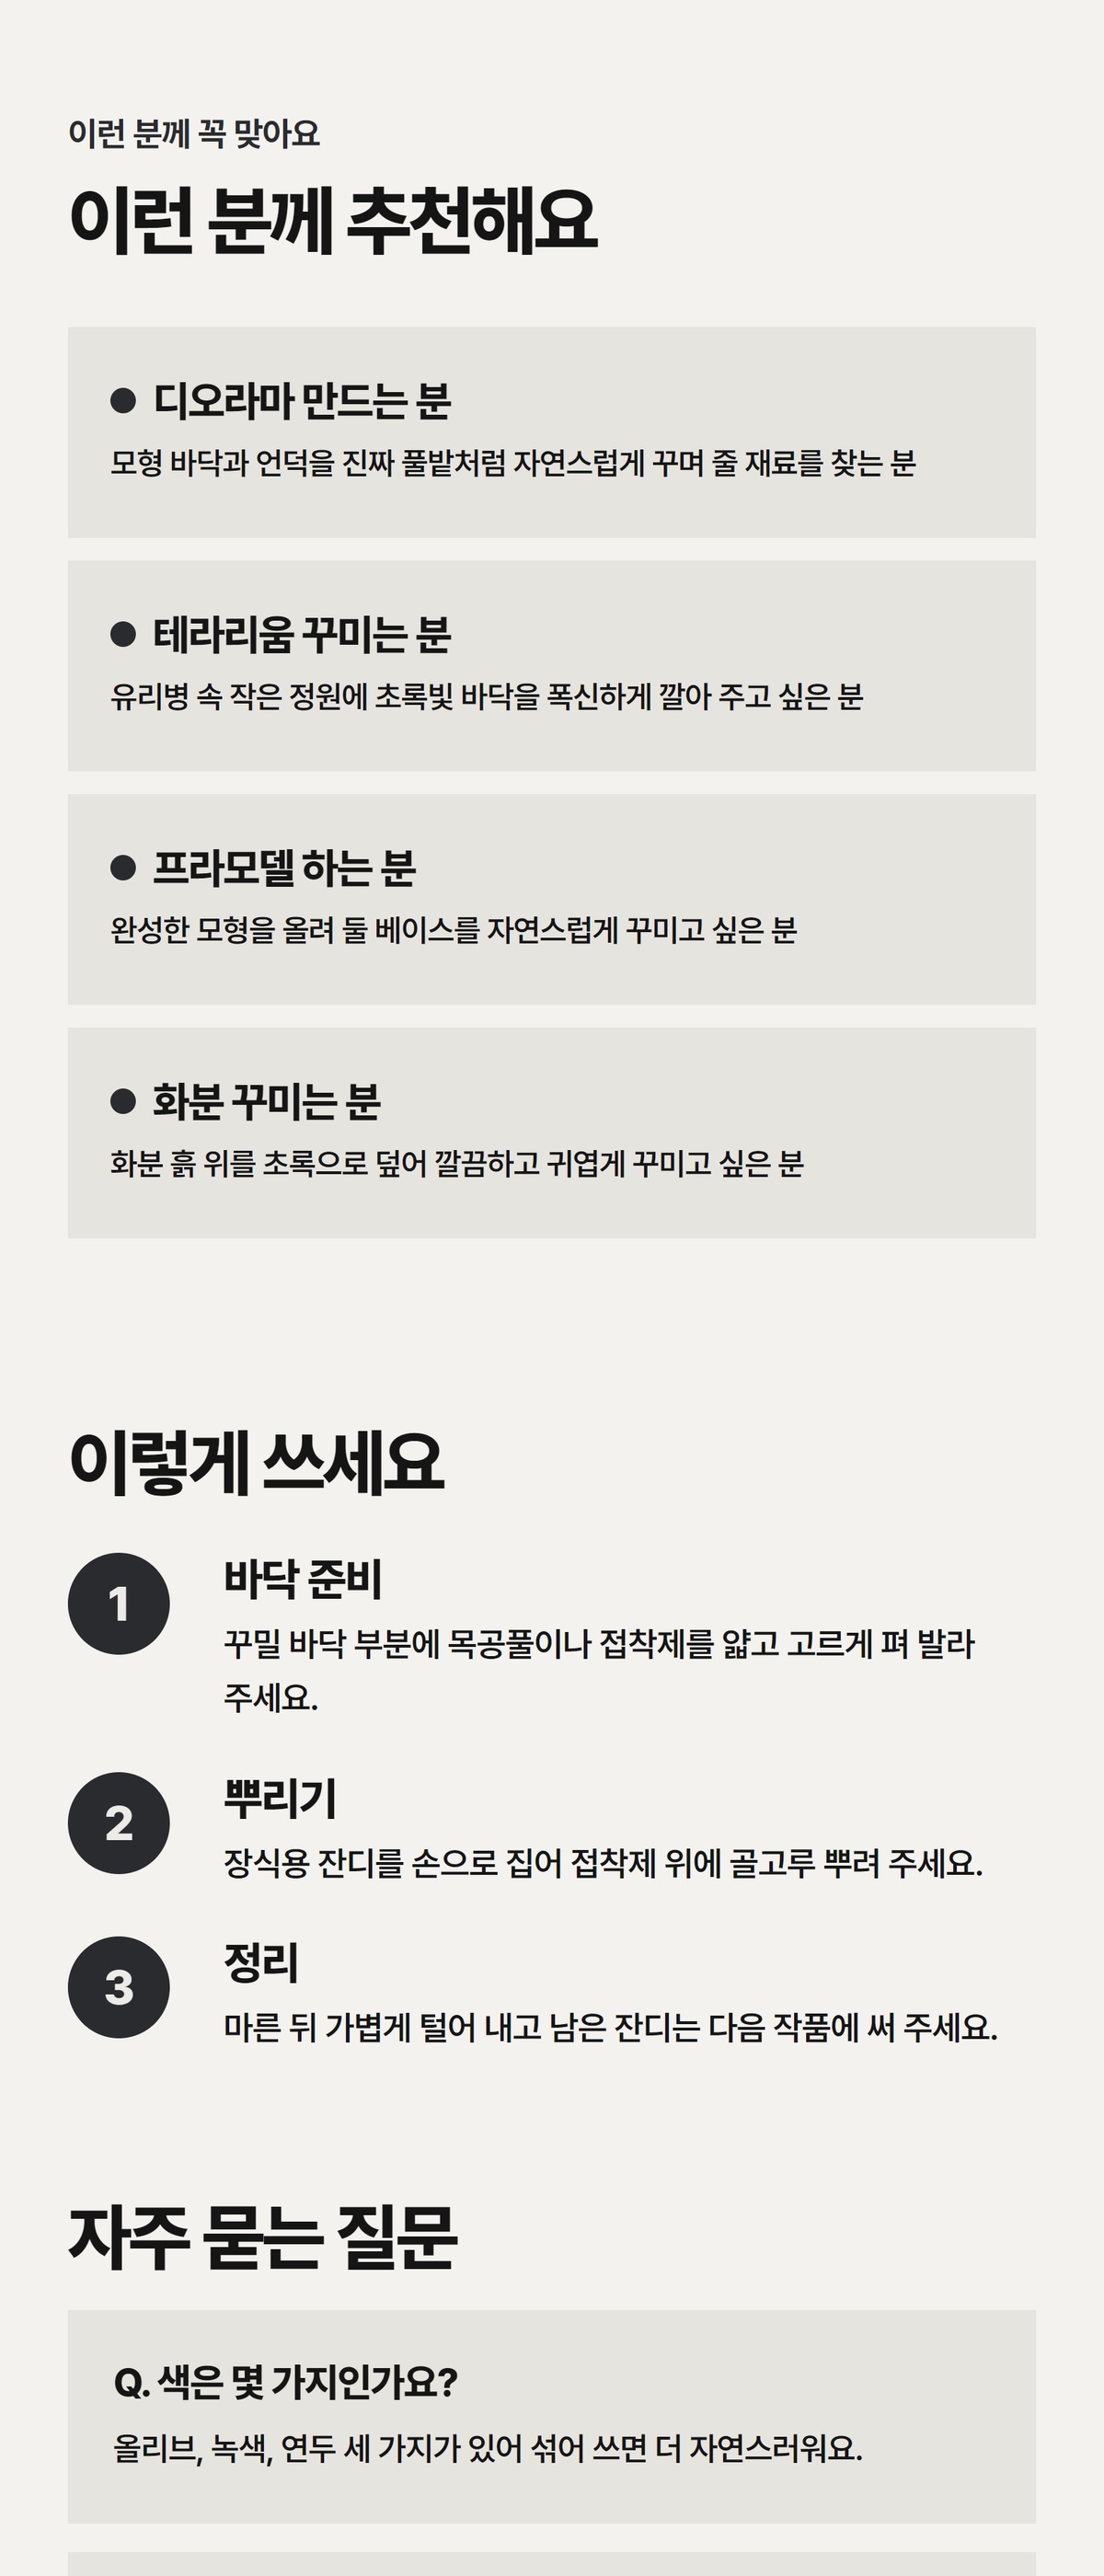 이런 분께 꼭 맞아요
이런 분께 추천해요
디오라마 만드는 분
모형 바닥과 언덕을 진짜 풀밭처럼 자연스럽게 꾸며 줄 재료를 찾는 분
테라리움 꾸미는 분
유리병 속 작은 정원에 초록빛 바닥을 폭신하게 깔아 주고 싶은 분
프라모델 하는 분
완성한 모형을 올려 둘 베이스를 자연스럽게 꾸미고 싶은 분
화분 꾸미는 분
화분 흙 위를 초록으로 덮어 깔끔하고 귀엽게 꾸미고 싶은 분
이렇게 쓰세요
1
바닥 준비
꾸밀 바닥 부분에 목공풀이나 접착제를 얇고 고르게 펴 발라
주세요.
2
뿌리기
장식용 잔디를 손으로 집어 접착제 위에 골고루 뿌려 주세요.
3
정리
마른 뒤 가볍게 털어 내고 남은 잔디는 다음 작품에 써 주세요.
자주 묻는 질문
Q. 색은 몇 가지인가요?
올리브, 녹색, 연두 세 가지가 있어 섞어 쓰면 더 자연스러워요.